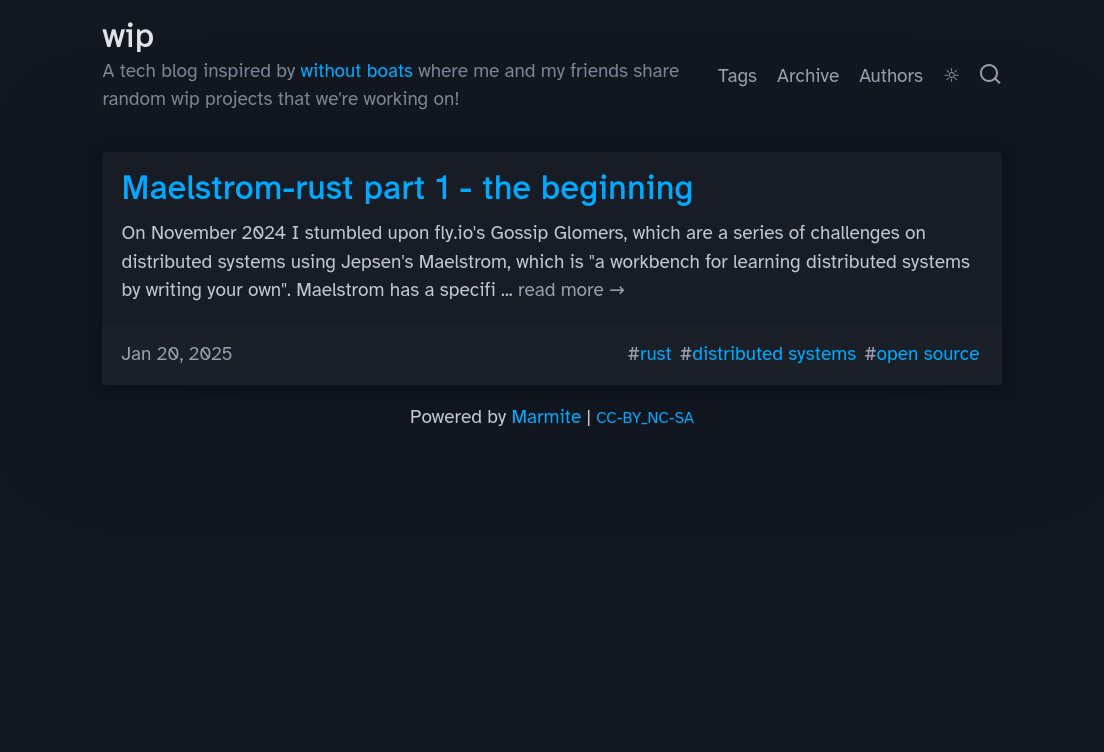 wip
A tech blog inspired by without boats where me and my friends share
random wip projects that we're working on!
Tags Archive Authors
Maelstrom-rust part 1 - the beginning
On November 2024 I stumbled upon fly.io's Gossip Glomers, which are a series of challenges on
distributed systems using Jepsen's Maelstrom, which is "a workbench for learning distributed systems
by writing your own". Maelstrom has a specifi ... read more →
Jan 20, 2025 #rust #distributed systems #open source
Powered by Marmite | CC-BY_NC-SA